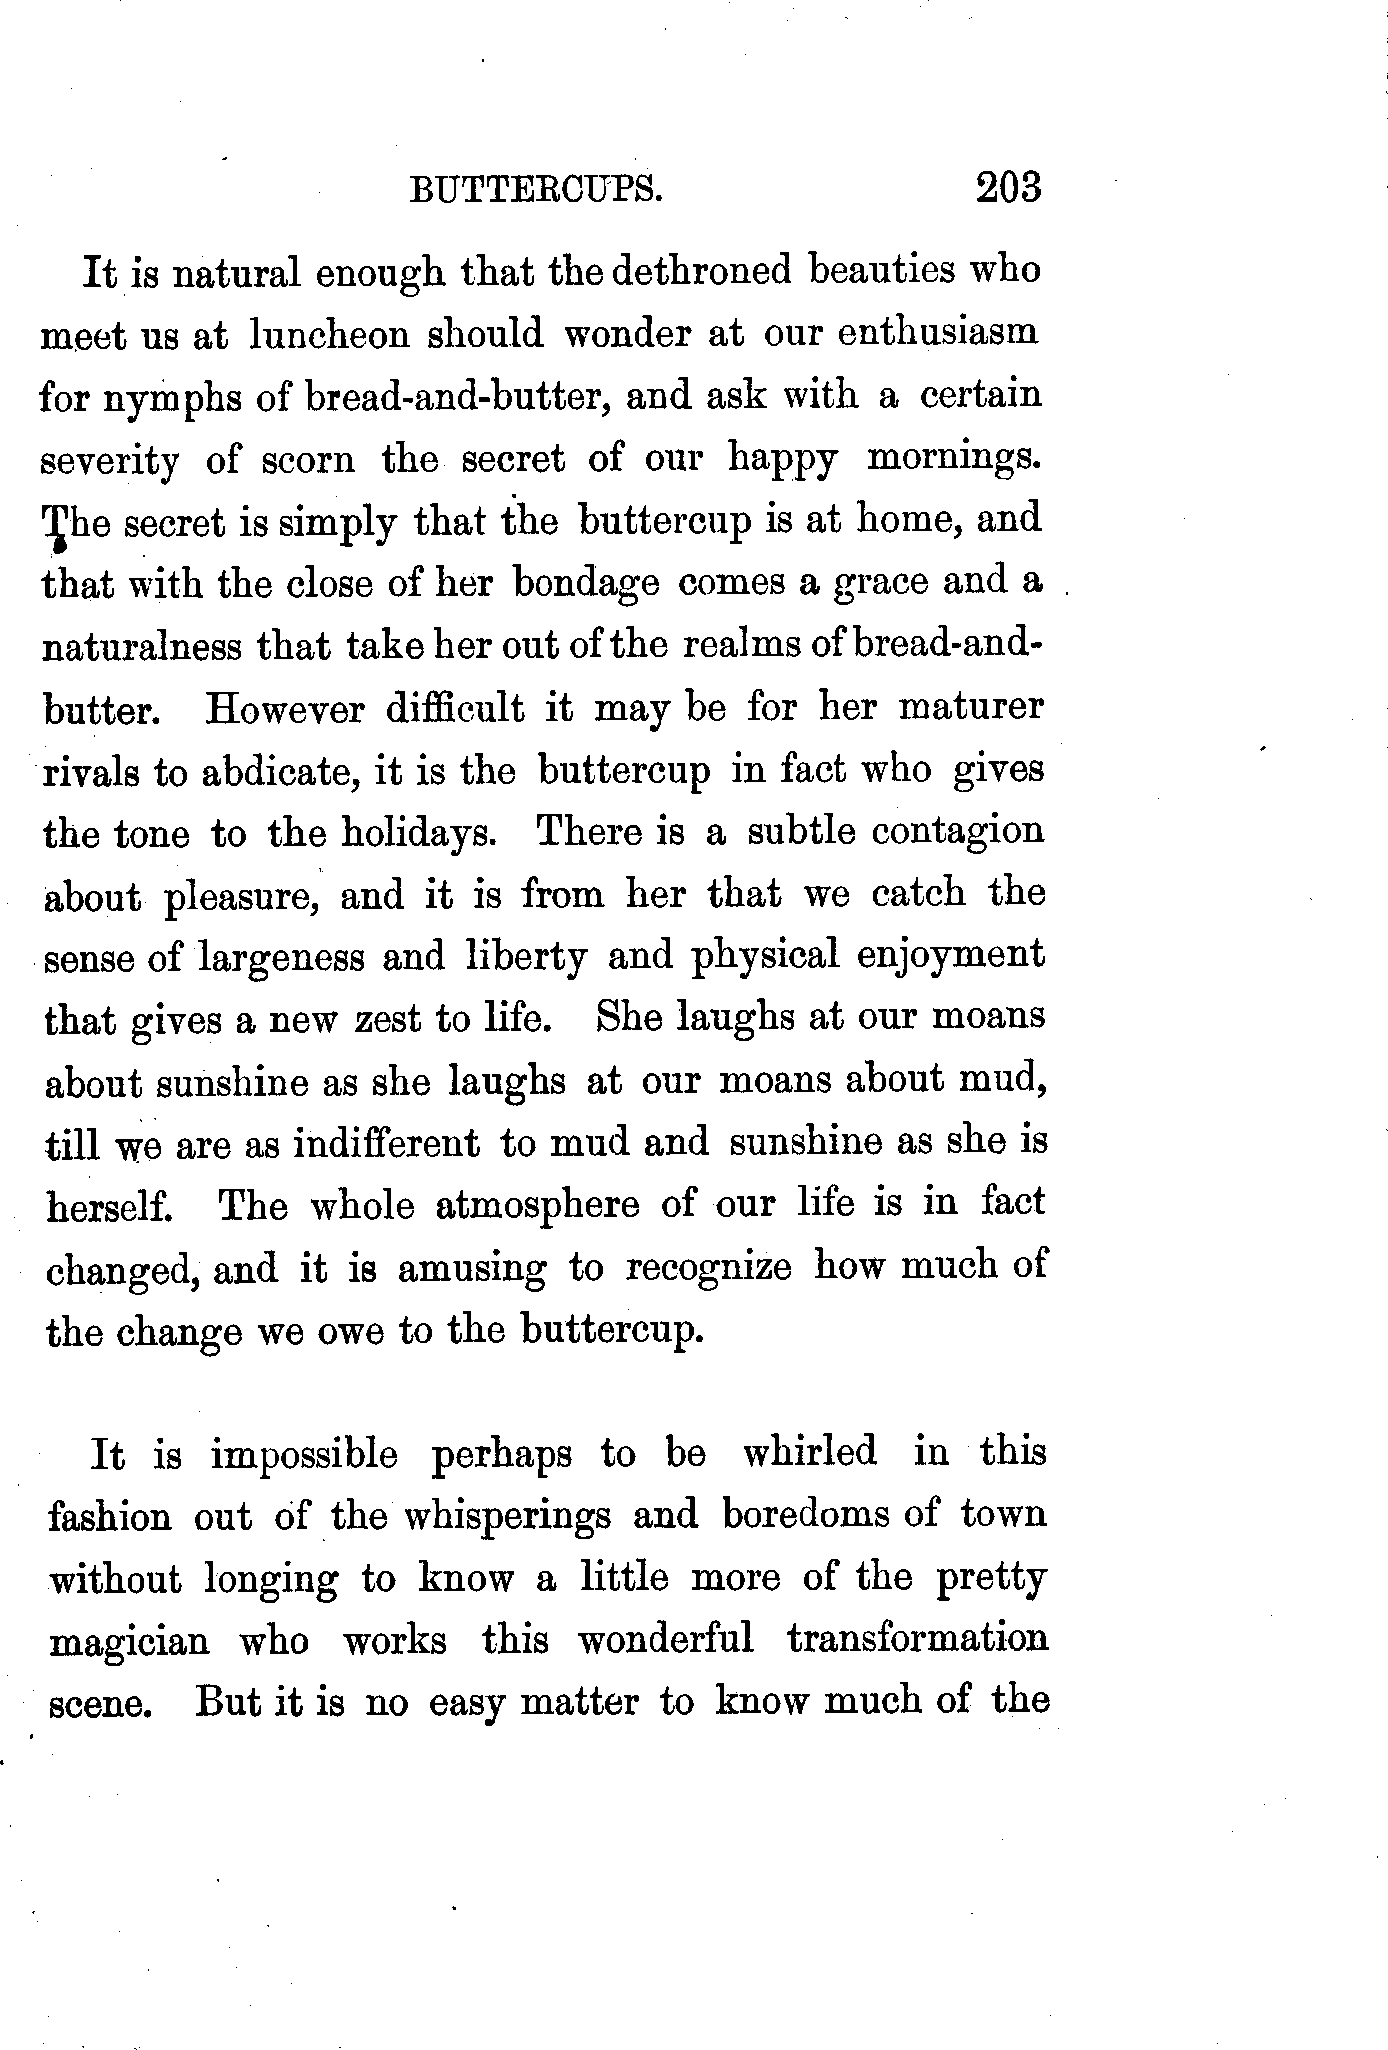 BUTTERCUPS. 203
It is natural enough that the dethroned beauties who
meet us at luncheon should wonder at our enthusiasm
for nymphs of bread-and-butter, and ask with a certain
severity of scorn the secret of our happy mornings.
The secret is simply that the buttercup is at home, and
that with the close of her bondage comes a grace and a
naturalness that take her out of the realms of bread-and-
butter. However difficult it may be for her maturer
rivals to abdicate, it is the buttercup in fact who gives
the tone to the holidays. There is a subtle contagion
about pleasure, and it is from her that we catch the
sense of largeness and liberty and physical enjoyment
that gives a new zest to life. She laughs at our moans
about sunshine as she laughs at our moans about mud,
till we are as indifferent to mud and sunshine as she is
herself. The whole atmosphere of our life is in fact
changed, and it is amusing to recognize how much of
the change we owe to the buttercup.
It is impossible perhaps to be whirled in this
fashion out of the whisperings and boredoms of town
without longing to know a little more of the pretty
magician who works this wonderful transformation
scene. But it is no easy matter to know much of the